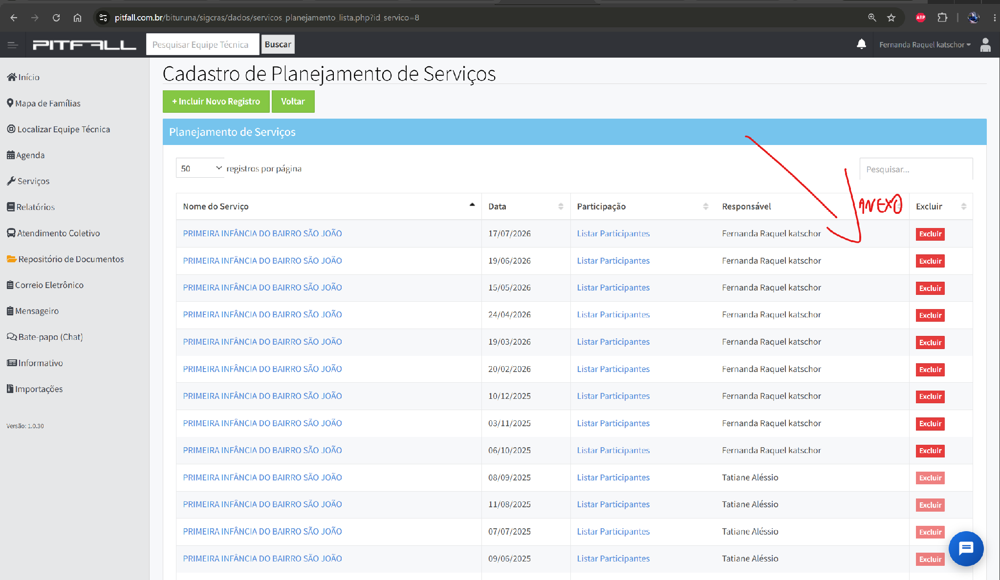 pitfall.com.br/bituruna/sigcras/dados/servicos_planejamento_lista.php?id_servico=8
ABP
PITFALL
Pesquisar Equipe Técnica
Buscar
Fernanda Raquel katschor
Início
Mapa de Famílias
Localizar Equipe Técnica
Agenda
Serviços
Relatórios
Atendimento Coletivo
Repositório de Documentos
Correio Eletrônico
Mensageiro
Bate-papo (Chat)
Informativo
Importações
Versão: 1.0.30
Cadastro de Planejamento de Serviços
+ Incluir Novo Registro
Voltar
Planejamento de Serviços
50 registros por página
Pesquisar...
Nome do Serviço Data Participação Responsável ANEXO Excluir
PRIMEIRA INFÂNCIA DO BAIRRO SÃO JOÃO 17/07/2026 Listar Participantes Fernanda Raquel katschor Excluir
PRIMEIRA INFÂNCIA DO BAIRRO SÃO JOÃO 19/06/2026 Listar Participantes Fernanda Raquel katschor Excluir
PRIMEIRA INFÂNCIA DO BAIRRO SÃO JOÃO 15/05/2026 Listar Participantes Fernanda Raquel katschor Excluir
PRIMEIRA INFÂNCIA DO BAIRRO SÃO JOÃO 24/04/2026 Listar Participantes Fernanda Raquel katschor Excluir
PRIMEIRA INFÂNCIA DO BAIRRO SÃO JOÃO 19/03/2026 Listar Participantes Fernanda Raquel katschor Excluir
PRIMEIRA INFÂNCIA DO BAIRRO SÃO JOÃO 20/02/2026 Listar Participantes Fernanda Raquel katschor Excluir
PRIMEIRA INFÂNCIA DO BAIRRO SÃO JOÃO 10/12/2025 Listar Participantes Fernanda Raquel katschor Excluir
PRIMEIRA INFÂNCIA DO BAIRRO SÃO JOÃO 03/11/2025 Listar Participantes Fernanda Raquel katschor Excluir
PRIMEIRA INFÂNCIA DO BAIRRO SÃO JOÃO 06/10/2025 Listar Participantes Fernanda Raquel katschor Excluir
PRIMEIRA INFÂNCIA DO BAIRRO SÃO JOÃO 08/09/2025 Listar Participantes Tatiane Aléssio Excluir
PRIMEIRA INFÂNCIA DO BAIRRO SÃO JOÃO 11/08/2025 Listar Participantes Tatiane Aléssio Excluir
PRIMEIRA INFÂNCIA DO BAIRRO SÃO JOÃO 07/07/2025 Listar Participantes Tatiane Aléssio Excluir
PRIMEIRA INFÂNCIA DO BAIRRO SÃO JOÃO 09/06/2025 Listar Participantes Tatiane Aléssio Excluir